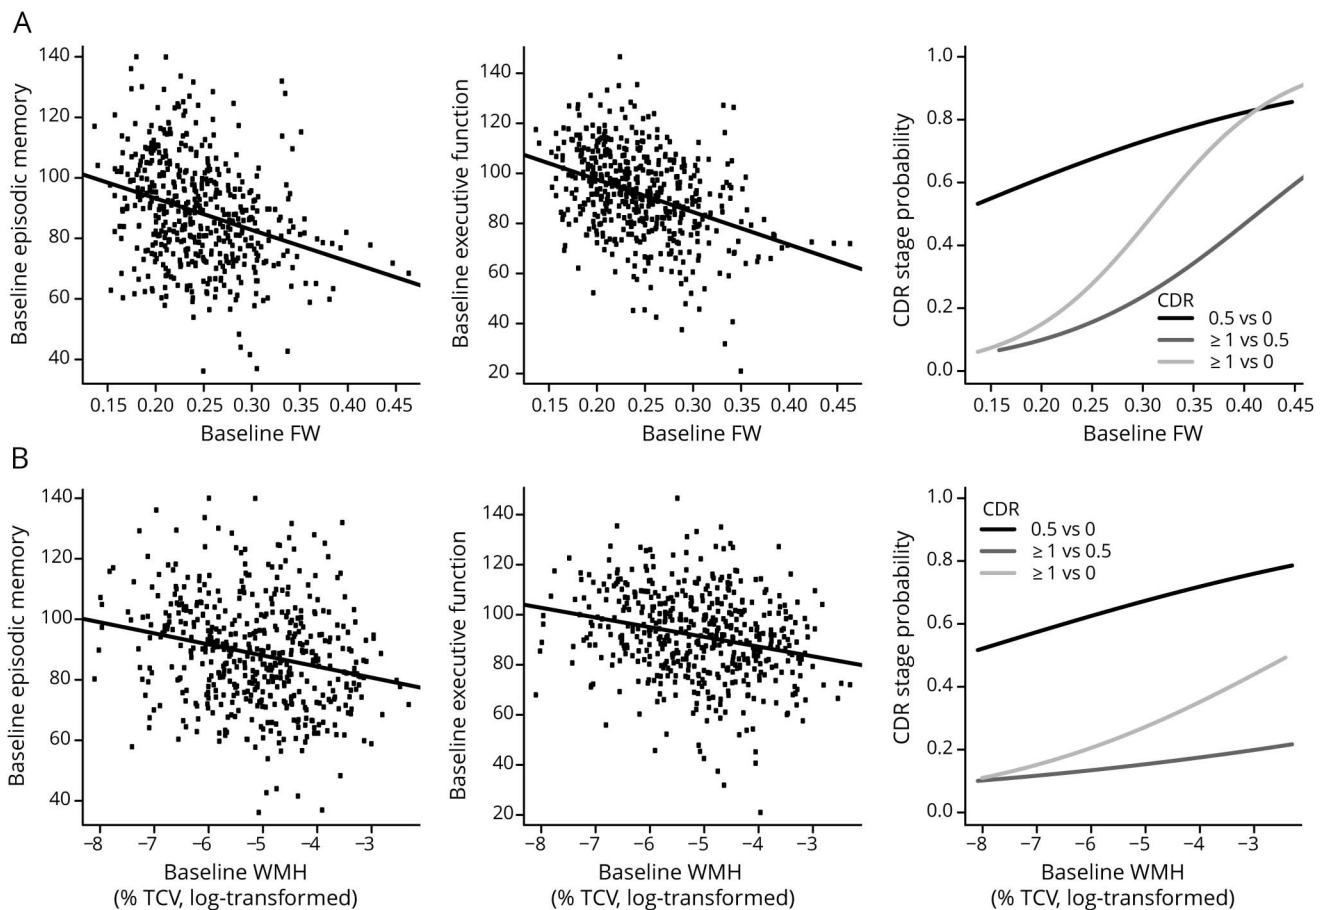 A
Baseline episodic memory
140
120
100
80
60
40
0.15 0.20 0.25 0.30 0.35 0.40 0.45
Baseline FW
Baseline executive function
140
120
100
80
60
40
20
0.15 0.20 0.25 0.30 0.35 0.40 0.45
Baseline FW
CDR stage probability
1.0
0.8
0.6
0.4
0.2
0.0
CDR
0.5 vs 0
≥ 1 vs 0.5
≥ 1 vs 0
0.15 0.20 0.25 0.30 0.35 0.40 0.45
Baseline FW
B
Baseline episodic memory
140
120
100
80
60
40
−8 −7 −6 −5 −4 −3
Baseline WMH
(% TCV, log-transformed)
Baseline executive function
140
120
100
80
60
40
20
−8 −7 −6 −5 −4 −3
Baseline WMH
(% TCV, log-transformed)
CDR stage probability
1.0
0.8
0.6
0.4
0.2
0.0
CDR
0.5 vs 0
≥ 1 vs 0.5
≥ 1 vs 0
−8 −7 −6 −5 −4 −3
Baseline WMH
(% TCV, log-transformed)